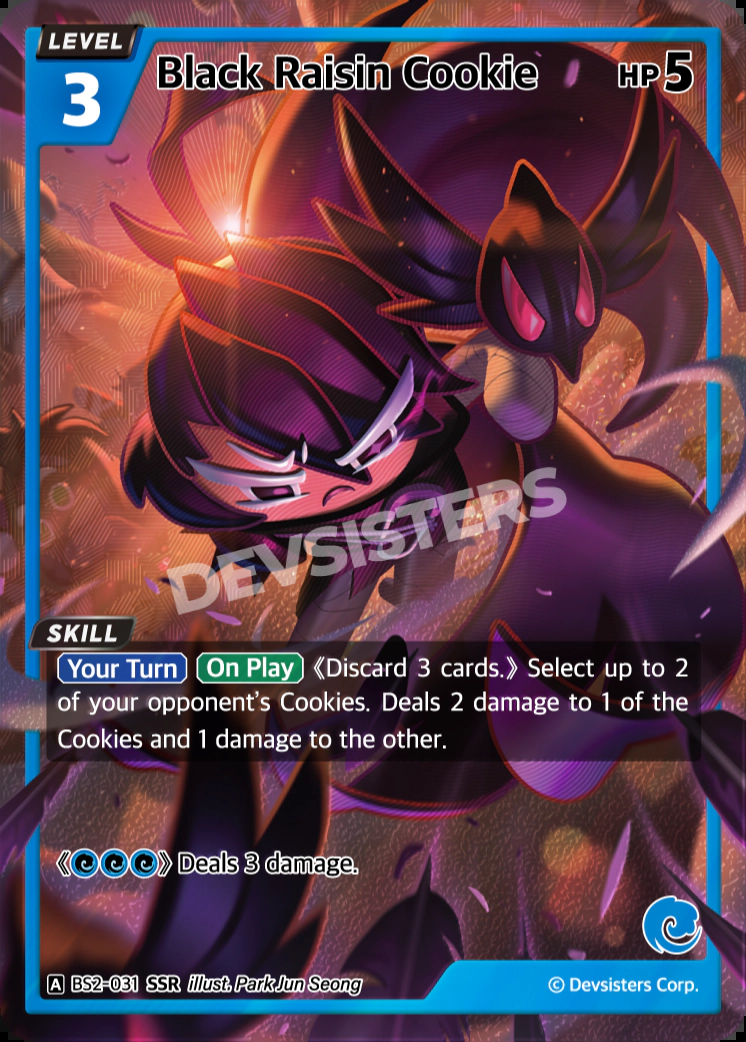 LEVEL
3
Black Raisin Cookie
HP 5
DEVSISTERS
SKILL
Your Turn On Play 《Discard 3 cards.》 Select up to 2
of your opponent's Cookies. Deals 2 damage to 1 of the
Cookies and 1 damage to the other.
《》 Deals 3 damage.
A BS2-031 SSR illust. Park Jun Seong
© Devsisters Corp.